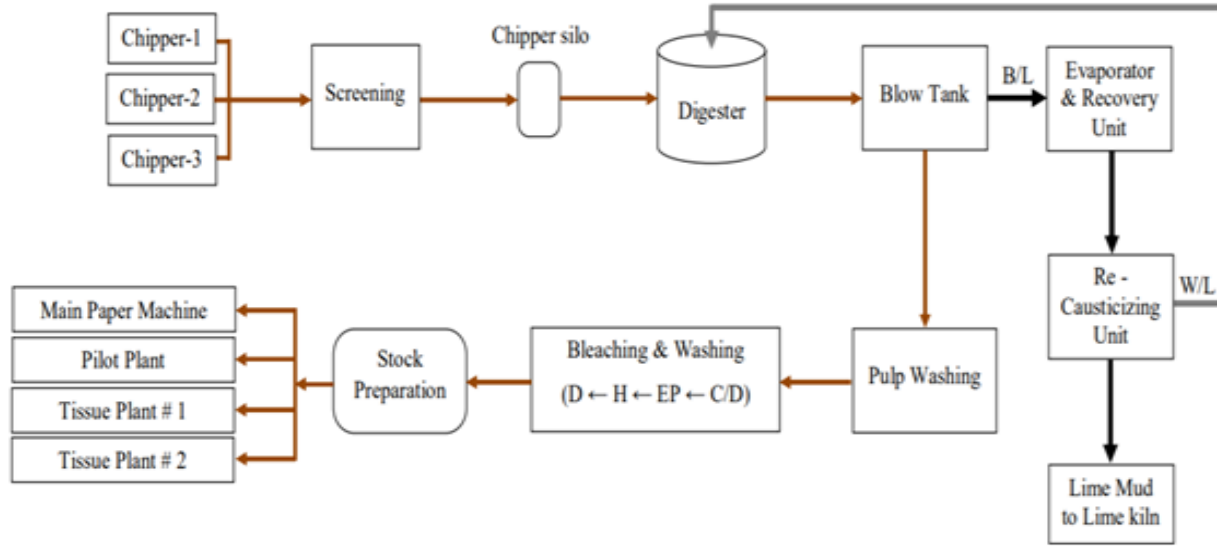 Chipper-1
Chipper-2
Chipper-3
Screening
Chipper silo
Digester
Blow Tank
B/L
Evaporator
& Recovery
Unit
Re -
Causticizing
Unit
W/L
Lime Mud
to Lime kiln
Pulp Washing
Bleaching & Washing
(D ← H ← EP ← C/D)
Stock
Preparation
Main Paper Machine
Pilot Plant
Tissue Plant # 1
Tissue Plant # 2